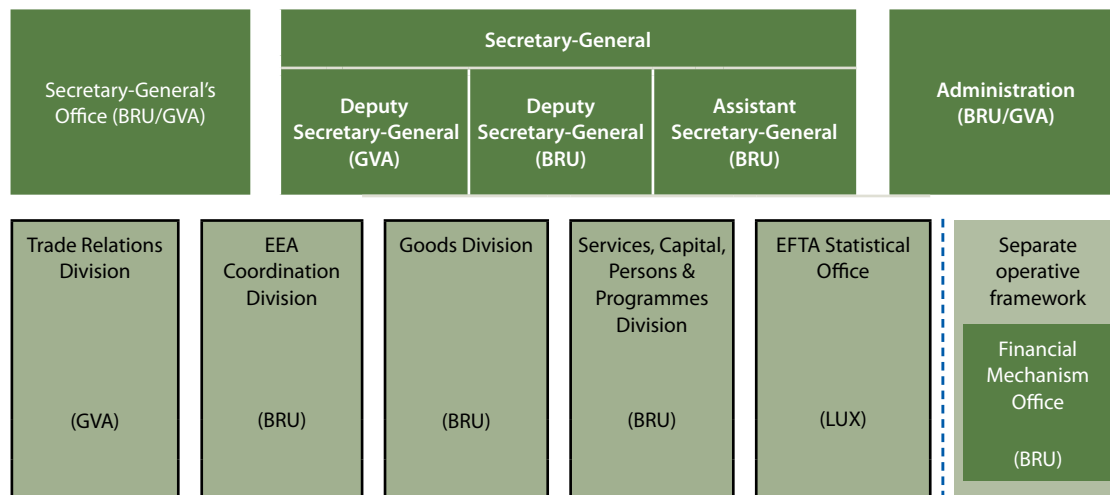 Secretary-General's
Office (BRU/GVA)
Secretary-General
Deputy
Secretary-General
(GVA)
Deputy
Secretary-General
(BRU)
Assistant
Secretary-General
(BRU)
Administration
(BRU/GVA)
Trade Relations
Division
(GVA)
EEA
Coordination
Division
(BRU)
Goods Division
(BRU)
Services, Capital,
Persons &
Programmes
Division
(BRU)
EFTA Statistical
Office
(LUX)
Separate
operative
framework
Financial
Mechanism
Office
(BRU)